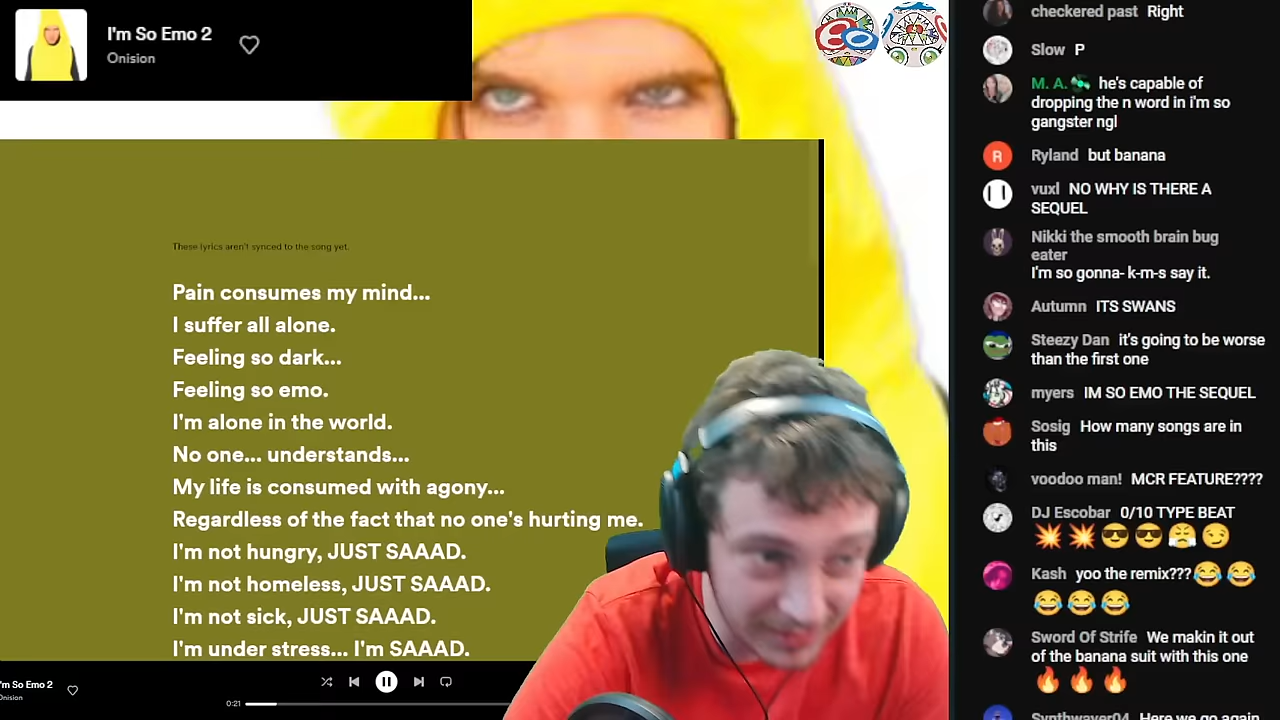 I'm So Emo 2
Onision
These lyrics aren't synced to the song yet.
Pain consumes my mind...
I suffer all alone.
Feeling so dark...
Feeling so emo.
I'm alone in the world.
No one... understands...
My life is consumed with agony...
Regardless of the fact that no one's hurting me.
I'm not hungry, JUST SAAAD.
I'm not homeless, JUST SAAAD.
I'm not sick, JUST SAAAD.
I'm under stress... I'm SAAAD.
'm So Emo 2
Onision
0:21
checkered past Right
Slow P
M. A. he's capable of
dropping the n word in i'm so
gangster ngl
R
Ryland but banana
vuxl NO WHY IS THERE A
SEQUEL
Nikki the smooth brain bug
eater
I'm so gonna- k-m-s say it.
Autumn ITS SWANS
Steezy Dan it's going to be worse
than the first one
myers IM SO EMO THE SEQUEL
Sosig How many songs are in
this
voodoo man! MCR FEATURE????
DJ Escobar 0/10 TYPE BEAT
💥💥😎😎😤😏
Kash yoo the remix???😂😂
😂😂😂
Sword Of Strife We makin it out
of the banana suit with this one
🔥🔥🔥
Synthwaver04 Here we go again